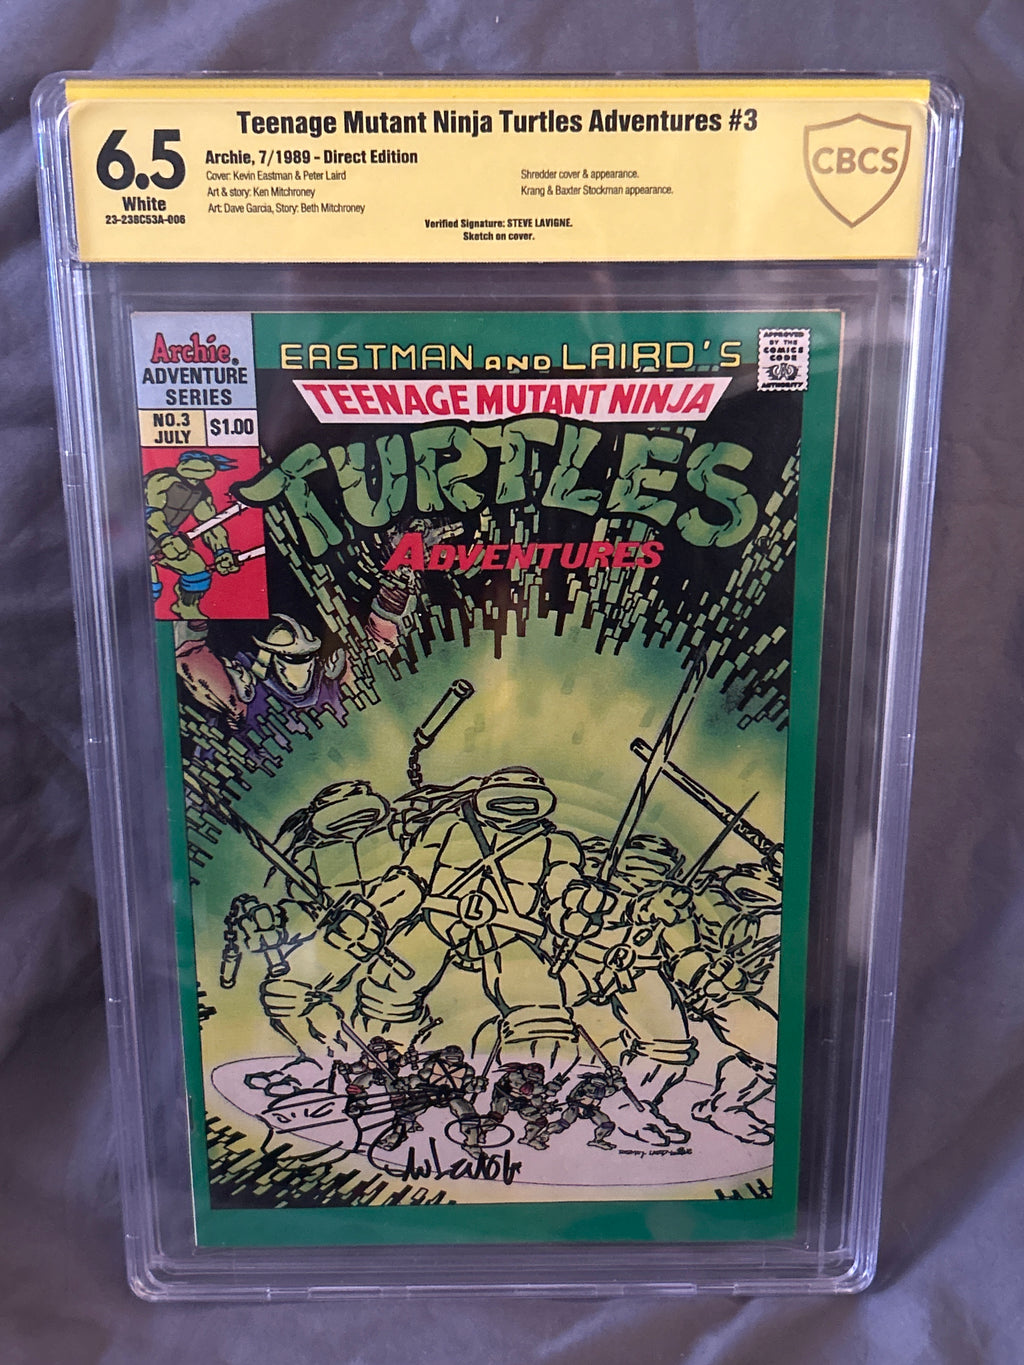 Teenage Mutant Ninja Turtles Adventures #3
6.5
White
23-238C53A-006
Archie, 7/1989 - Direct Edition
Cover: Kevin Eastman & Peter Laird
Art & story: Ken Mitchroney
Art: Dave Garcia, Story: Beth Mitchroney
Shredder cover & appearance.
Krang & Baxter Stockman appearance.
Verified Signature: STEVE LAVIGNE.
Sketch on cover.
CBCS
Archie®
ADVENTURE
SERIES
NO.3
JULY
$1.00
EASTMAN AND LAIRD'S
TEENAGE MUTANT NINJA
TURTLES
ADVENTURES
APPROVED
BY THE
COMICS
CODE
AUTHORITY
L
R